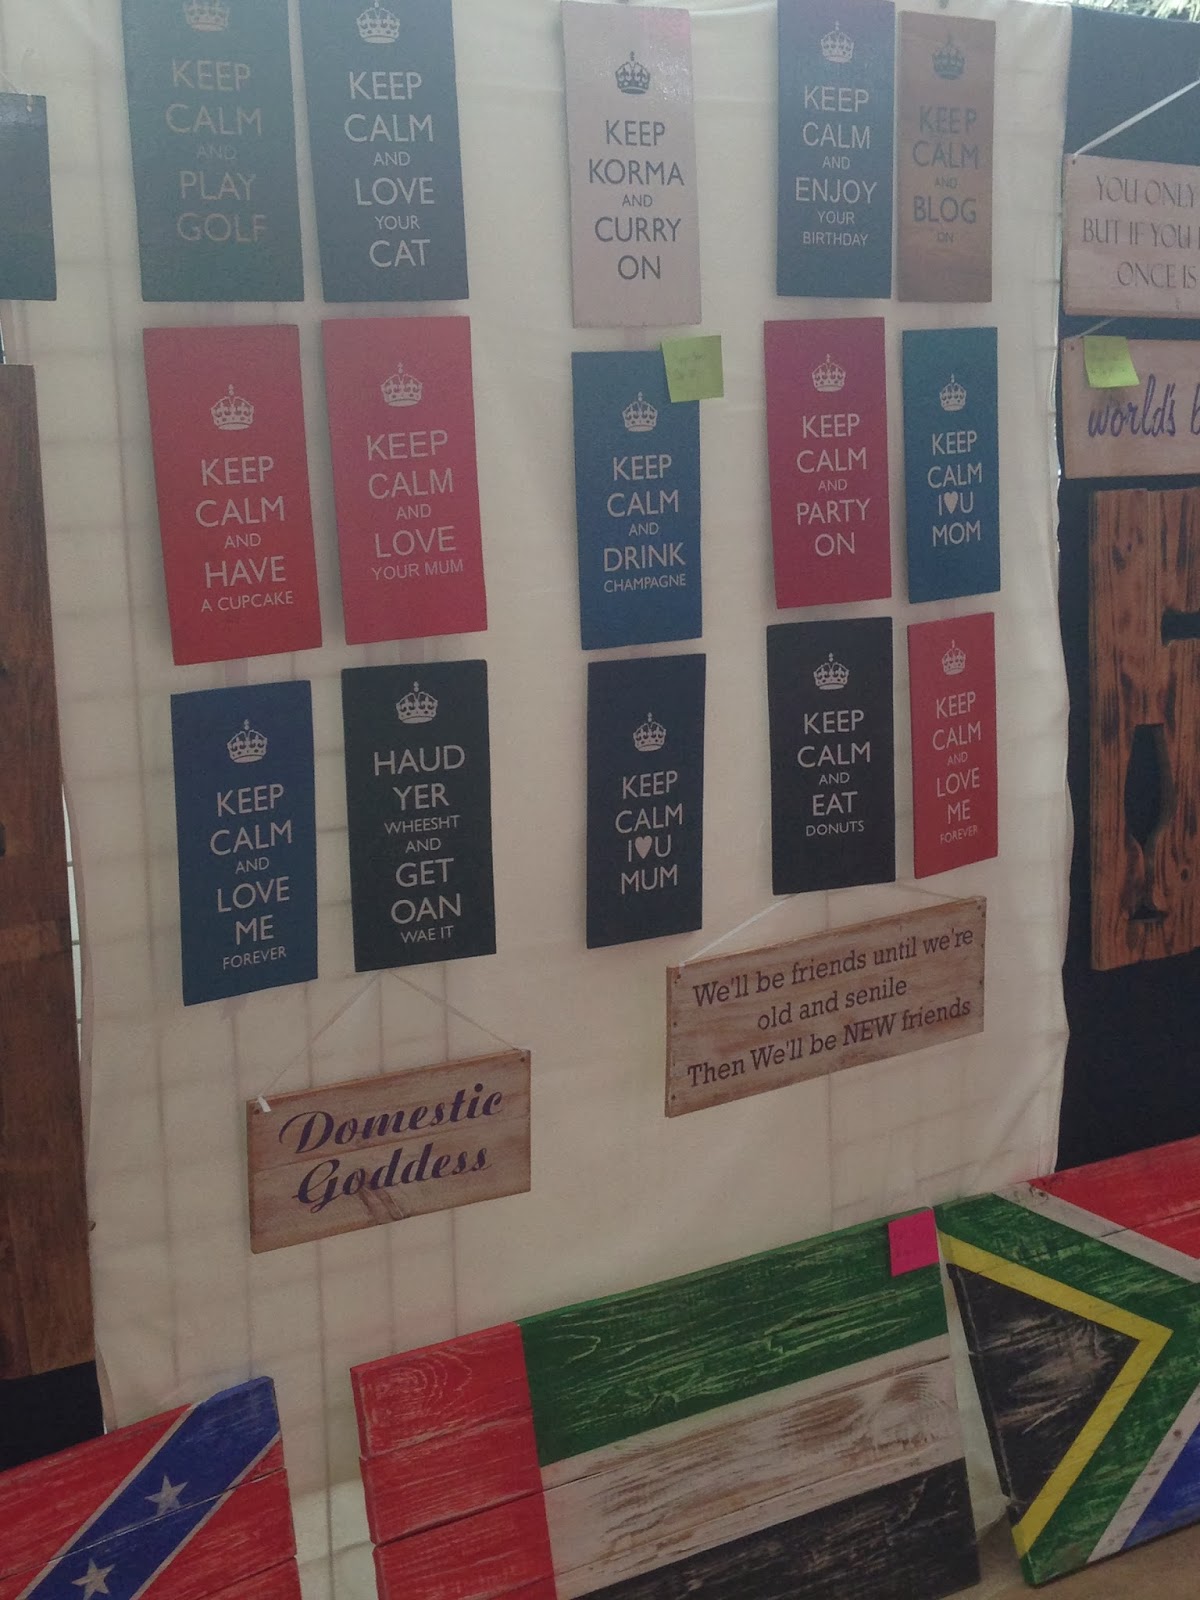 KEEP
CALM
AND
PLAY
GOLF
KEEP
CALM
AND
LOVE
YOUR
CAT
KEEP
KORMA
AND
CURRY
ON
KEEP
CALM
AND
ENJOY
YOUR
BIRTHDAY
KEEP
CALM
AND
BLOG
ON
YOU ONLY
BUT IF YOU
ONCE IS
KEEP
CALM
AND
HAVE
A CUPCAKE
KEEP
CALM
AND
LOVE
YOUR MUM
KEEP
CALM
AND
DRINK
CHAMPAGNE
KEEP
CALM
AND
PARTY
ON
KEEP
CALM
I♥U
MOM
world's
KEEP
CALM
AND
LOVE
ME
FOREVER
HAUD
YER
WHEESHT
AND
GET
OAN
WAE IT
KEEP
CALM
I♥U
MUM
KEEP
CALM
AND
EAT
DONUTS
KEEP
CALM
AND
LOVE
ME
FOREVER
We'll be friends until we're
old and senile
Then We'll be NEW friends
Domestic
Goddess